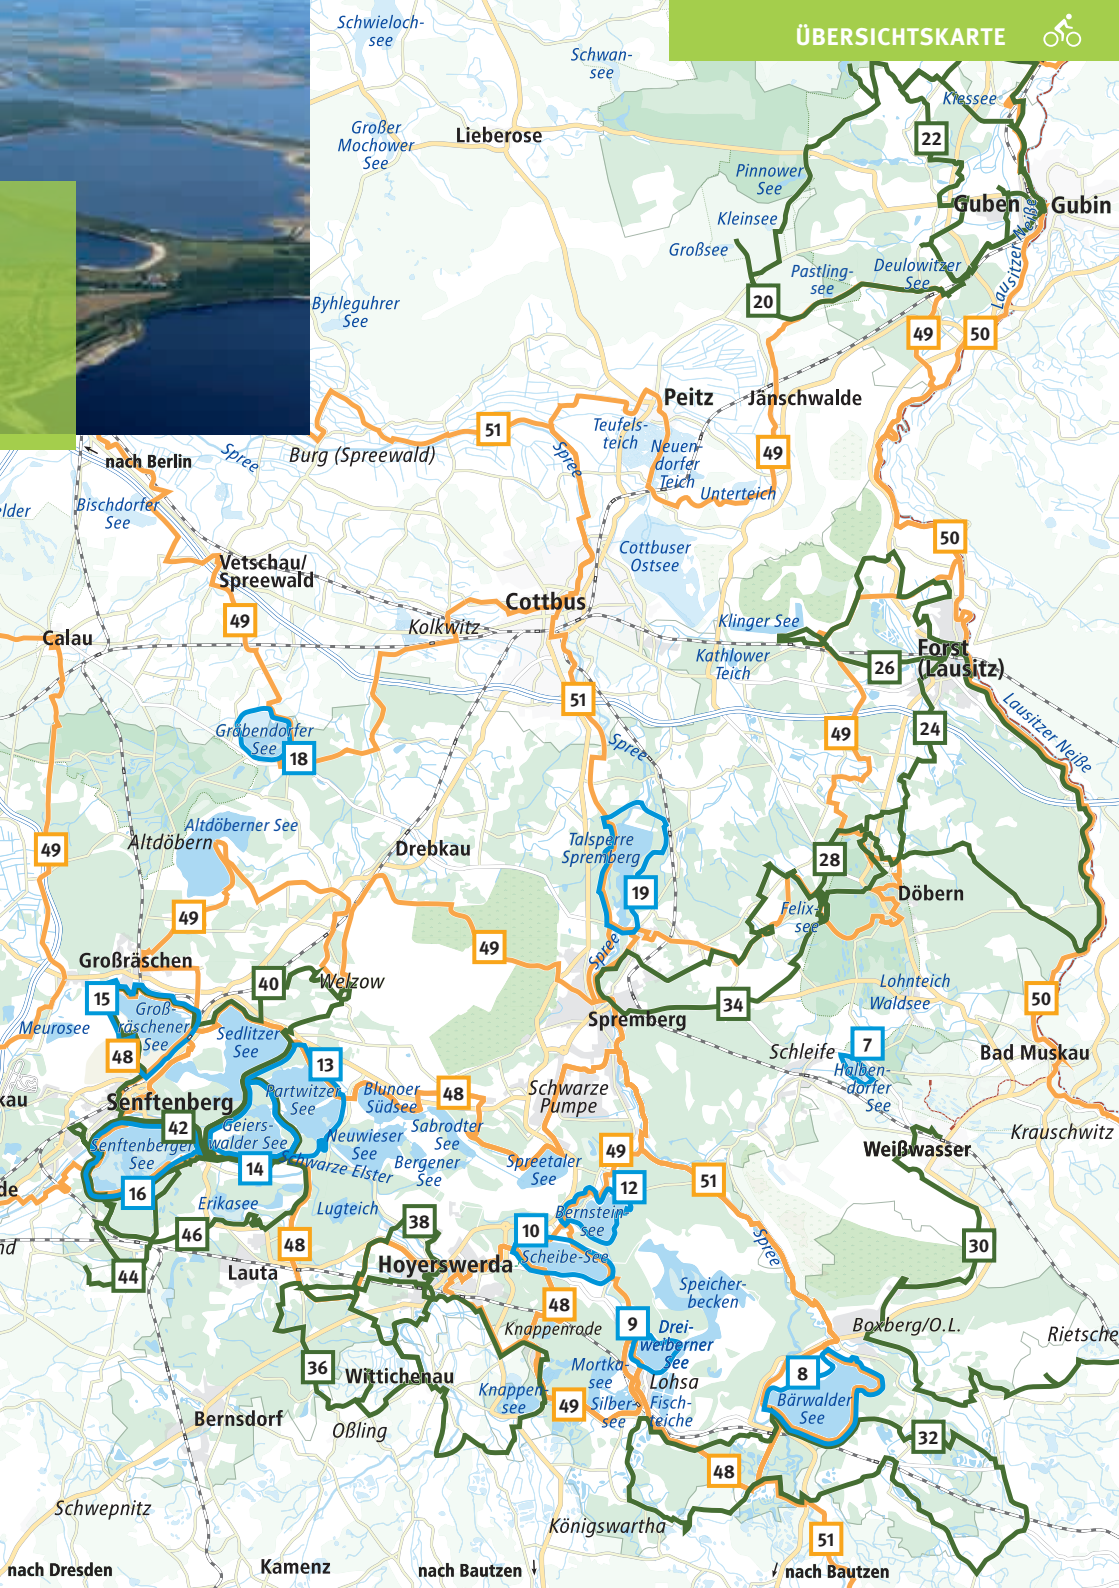 ÜBERSICHTSKARTE
Schwieloch-
see
Schwan-
see
Kiessee
22
Großer
Mochower
See
Lieberose
Pinnower
See
Guben
Gubin
Kleinsee
Großsee
Lausitzer Neiße
Pastling-
see
Deulowitzer
See
20
Byhleguhrer
See
49
50
Peitz
Jänschwalde
51
Teufels-
teich
Neuen-
dorfer
Teich
49
Unterteich
Burg (Spreewald)
Spree
Spree
nach Berlin
Bischdorfer
See
elder
50
Cottbuser
Ostsee
Vetschau/
Spreewald
Cottbus
49
Klinger See
Kolkwitz
Calau
Kathlower
Teich
26
Forst
(Lausitz)
51
Lausitzer Neiße
Gräbendorfer
See
18
49
24
Spree
Altdöberner See
Altdöbern
Drebkau
49
Talsperre
Spremberg
28
19
Döbern
Felix-
see
49
49
Spree
Großräschen
40
Welzow
Lohnteich
Waldsee
15
Groß-
räschener
See
34
50
Meurosee
Sedlitzer
See
Spremberg
7
Schleife
48
13
Bad Muskau
Halben-
dorfer
See
kau
Senftenberg
Partwitzer
See
Blunoer
Südsee
48
Schwarze
Pumpe
42
Geiers-
walder See
Sabrodter
See
Krauschwitz
Senftenberger
See
Neuwieser
See
Bergener
See
49
Weißwasser
14
Schwarze Elster
Spreetaler
See
51
de
16
12
Erikasee
Lugteich
Bernstein-
see
38
10
46
48
Spree
30
nd
Scheibe-See
44
Lauta
Hoyerswerda
Speicher-
becken
48
9
Drei-
weiberner
See
Boxberg/O.L.
Knappenrode
Rietsche
36
Wittichenau
Mortka-
see
8
Lohsa
Knappen-
see
49
Silber-
see
Fisch-
teiche
Bärwalder
See
Bernsdorf
Oßling
32
48
Schwepnitz
Königswartha
51
nach Dresden
Kamenz
nach Bautzen
nach Bautzen